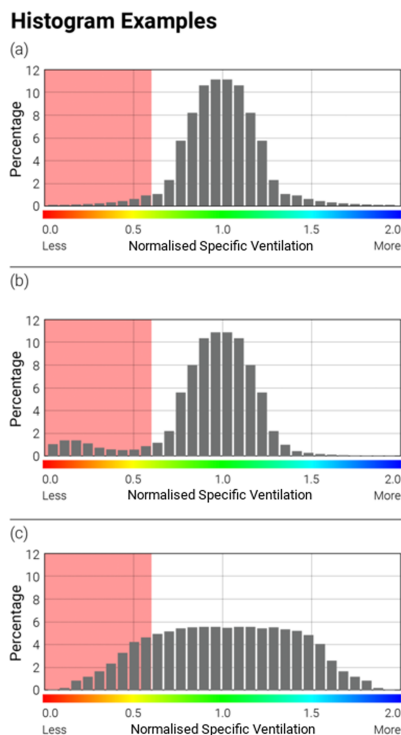 Histogram Examples
(a)
Percentage
12
10
8
6
4
2
0
0.0 0.5 1.0 1.5 2.0
Less Normalised Specific Ventilation More
(b)
Percentage
12
10
8
6
4
2
0
0.0 0.5 1.0 1.5 2.0
Less Normalised Specific Ventilation More
(c)
Percentage
12
10
8
6
4
2
0
0.0 0.5 1.0 1.5 2.0
Less Normalised Specific Ventilation More